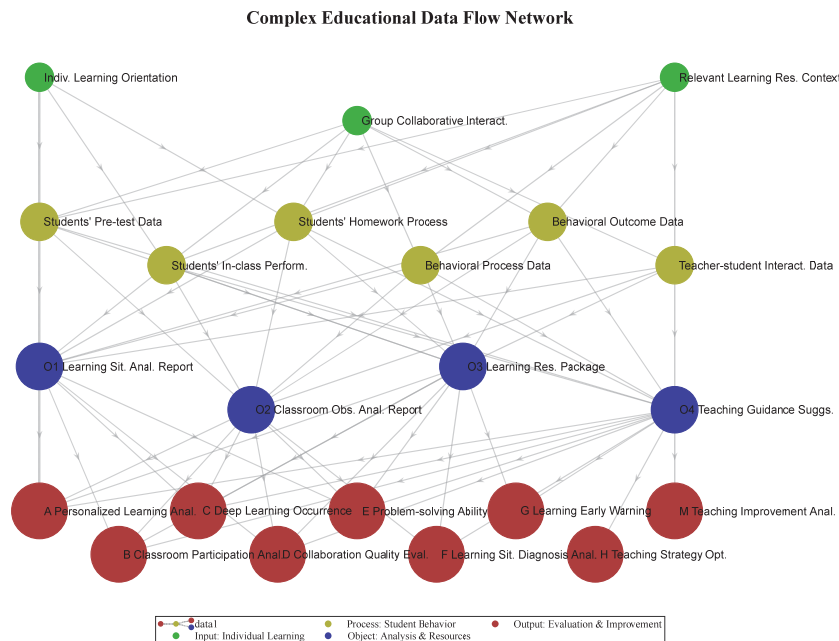 Complex Educational Data Flow Network
Indiv. Learning Orientation
Relevant Learning Res. Context
Group Collaborative Interact.
Students' Pre-test Data
Students' Homework Process
Behavioral Outcome Data
Students' In-class Perform.
Behavioral Process Data
Teacher-student Interact. Data
O1 Learning Sit. Anal. Report
O3 Learning Res. Package
O2 Classroom Obs. Anal. Report
O4 Teaching Guidance Suggs.
A Personalized Learning Anal.
C Deep Learning Occurrence
E Problem-solving Ability
G Learning Early Warning
M Teaching Improvement Anal.
B Classroom Participation Anal.
D Collaboration Quality Eval.
F Learning Sit. Diagnosis Anal.
H Teaching Strategy Opt.
data1
Process: Student Behavior
Output: Evaluation & Improvement
Input: Individual Learning
Object: Analysis & Resources